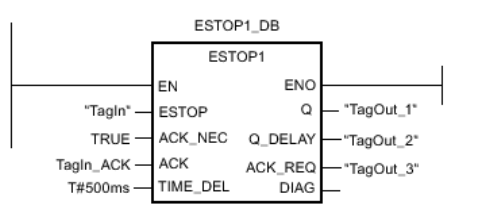 ESTOP1_DB
ESTOP1
EN ENO
"TagIn" ESTOP Q "TagOut_1"
TRUE ACK_NEC Q_DELAY "TagOut_2"
TagIn_ACK ACK ACK_REQ "TagOut_3"
T#500ms TIME_DEL DIAG